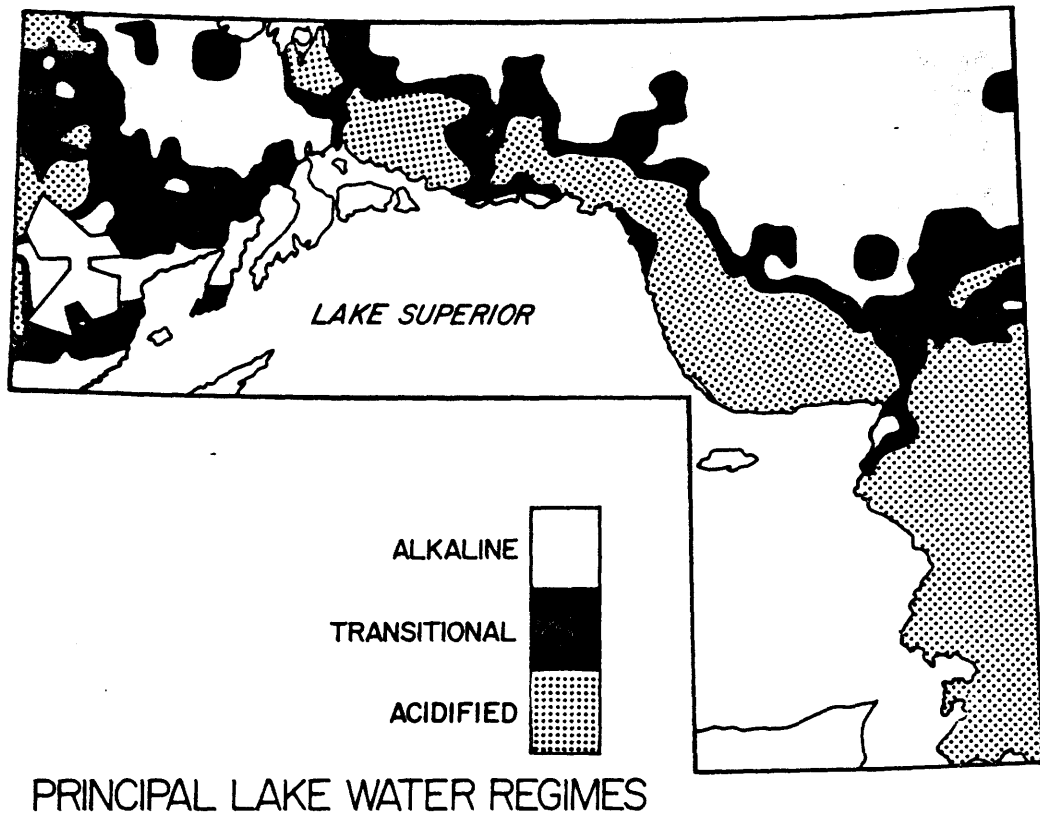 LAKE SUPERIOR
ALKALINE
TRANSITIONAL
ACIDIFIED
PRINCIPAL LAKE WATER REGIMES